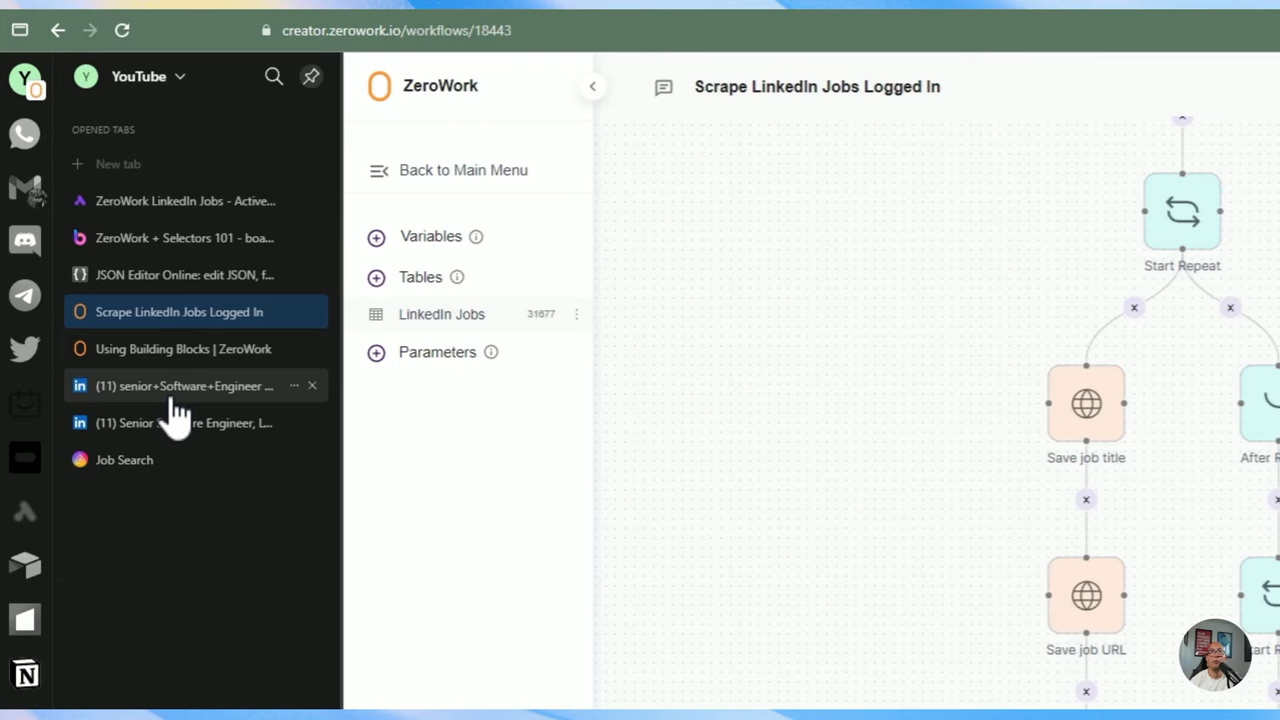 creator.zerowork.io/workflows/18443
Y
Y
YouTube
OPENED TABS
New tab
ZeroWork LinkedIn Jobs - Active...
ZeroWork + Selectors 101 - boa...
JSON Editor Online: edit JSON, f...
Scrape LinkedIn Jobs Logged In
Using Building Blocks | ZeroWork
(11) senior+Software+Engineer ...
(11) Senior re Engineer, L...
Job Search
ZeroWork
Back to Main Menu
Variables
Tables
LinkedIn Jobs 31677
Parameters
Scrape LinkedIn Jobs Logged In
Start Repeat
x x
Save job title
After R
x x
Save job URL
tart R
x x